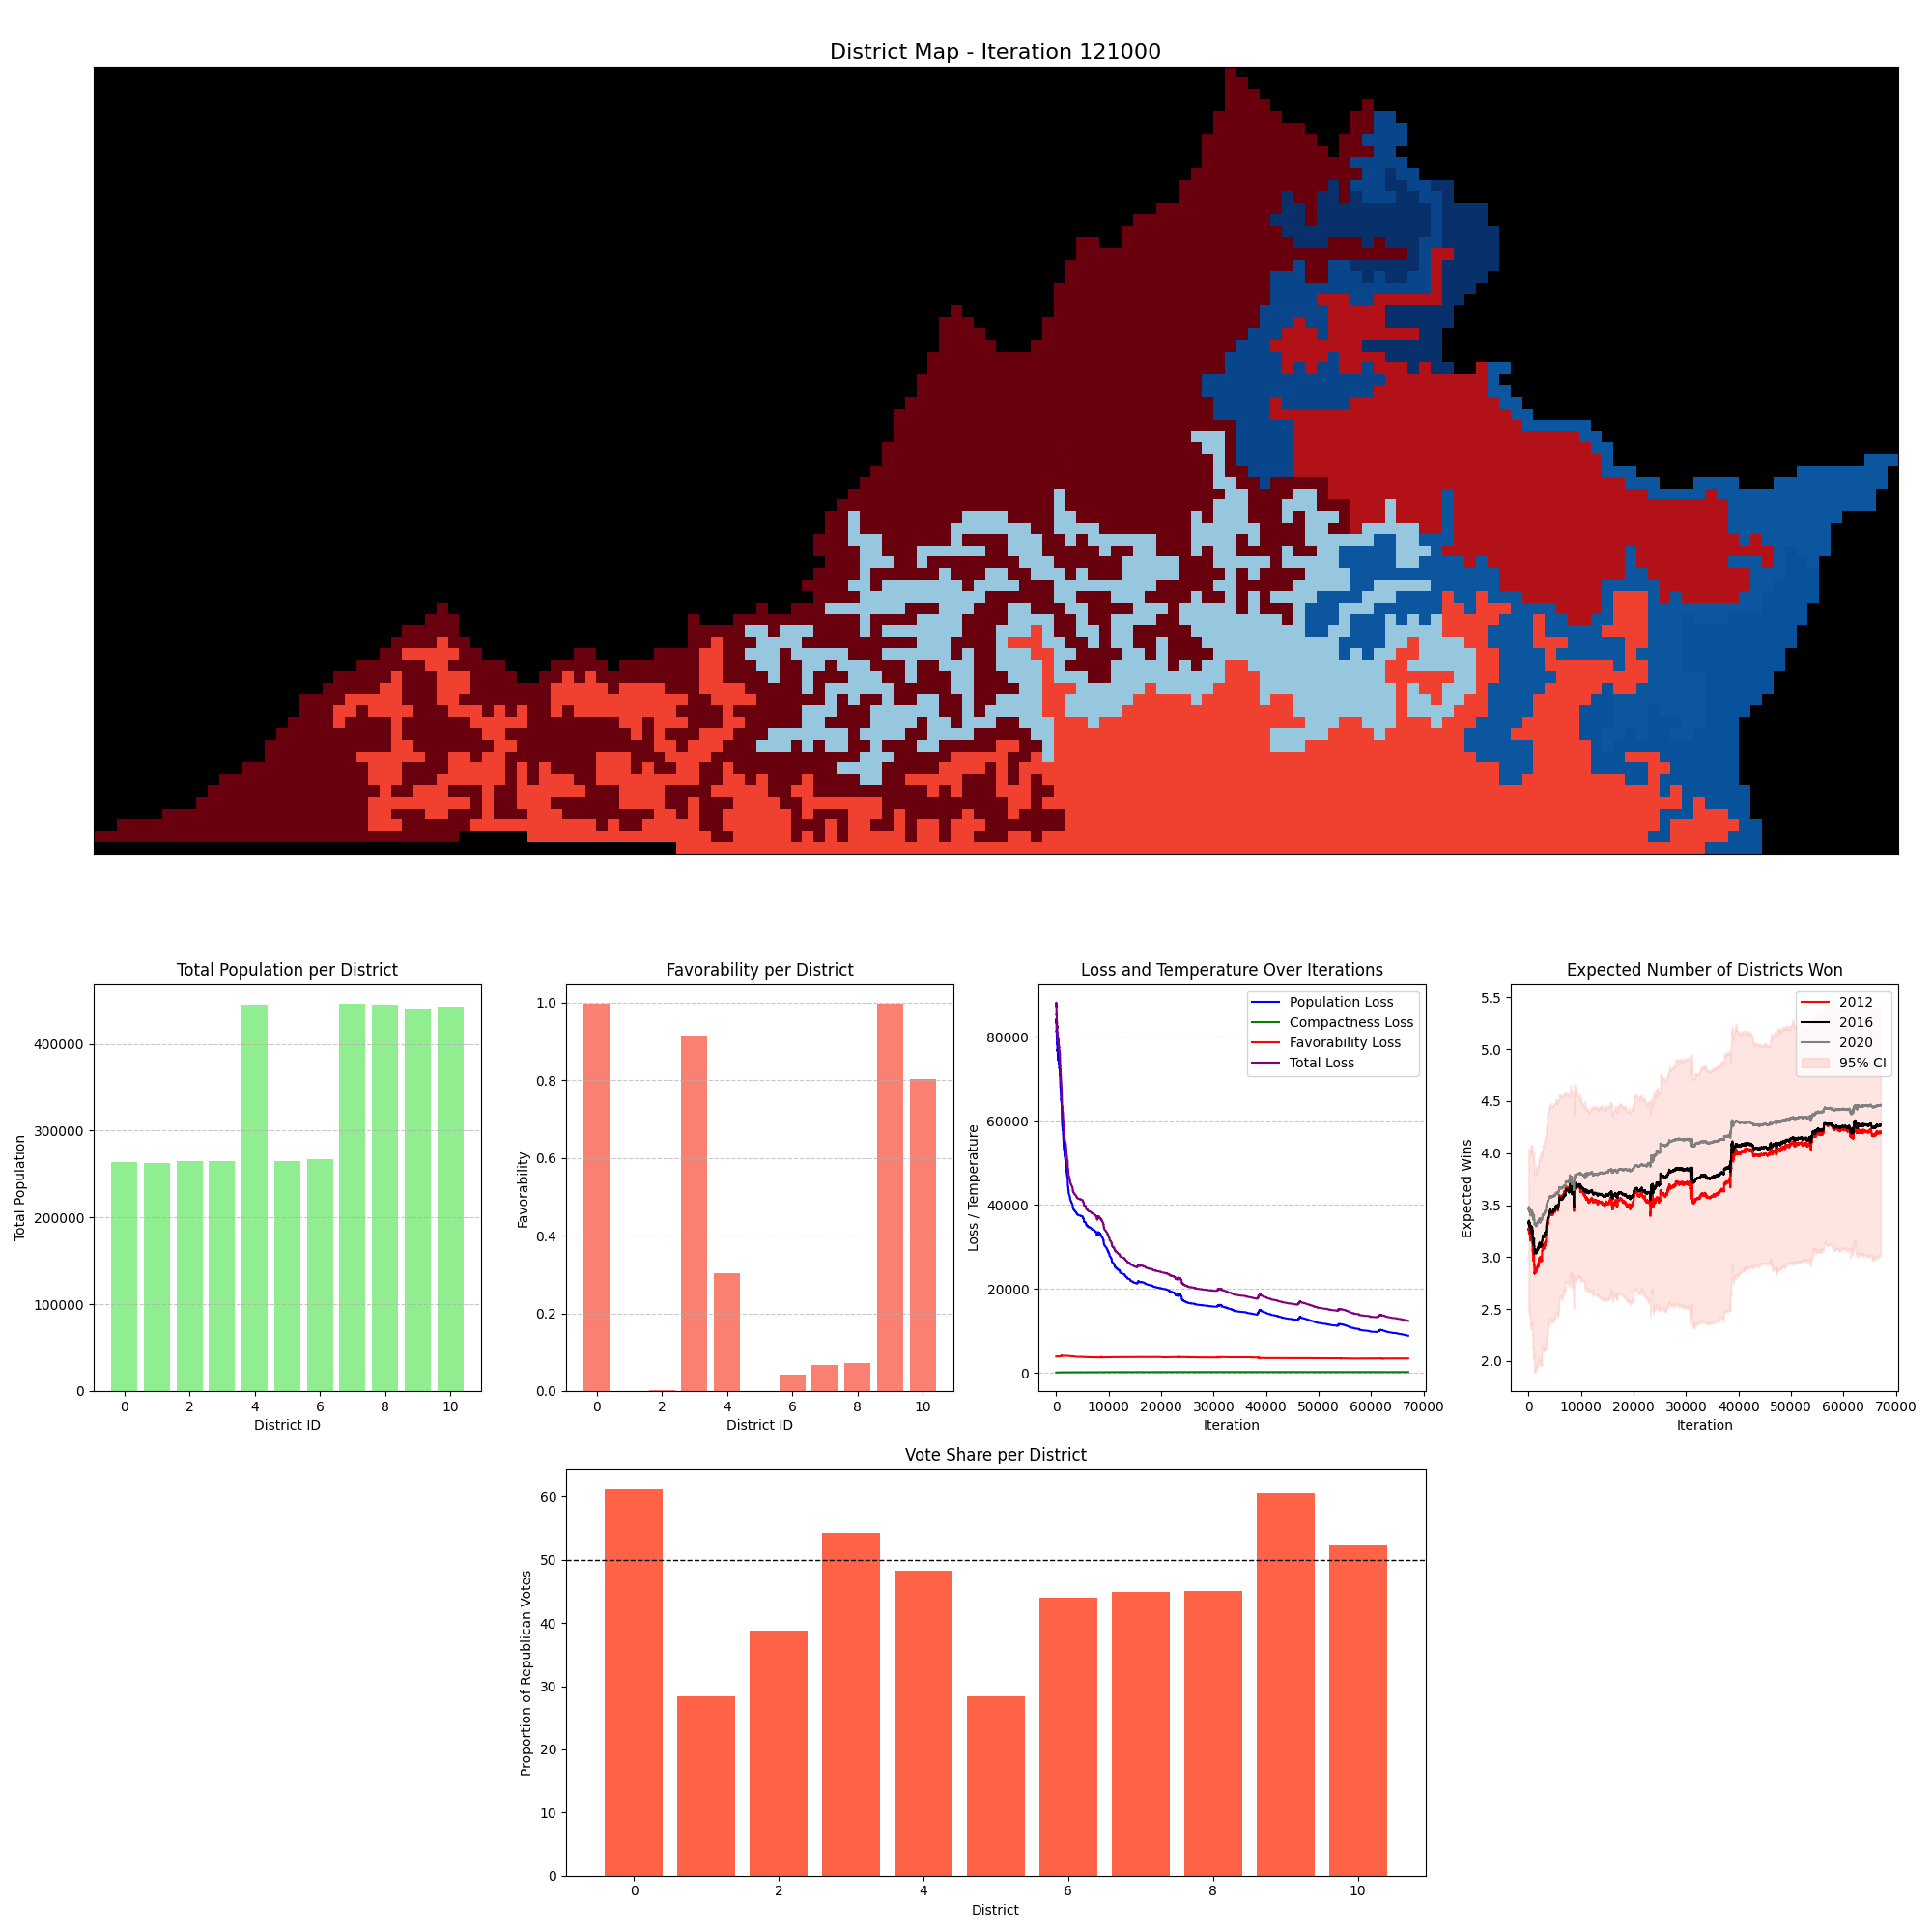 District Map - Iteration 121000
Total Population per District
Total Population
400000
300000
200000
100000
0
0 2 4 6 8 10
District ID
Favorability per District
Favorability
1.0
0.8
0.6
0.4
0.2
0.0
0 2 4 6 8 10
District ID
Loss and Temperature Over Iterations
Loss / Temperature
80000
60000
40000
20000
0
Population Loss
Compactness Loss
Favorability Loss
Total Loss
0 10000 20000 30000 40000 50000 60000 70000
Iteration
Expected Number of Districts Won
Expected Wins
5.5
5.0
4.5
4.0
3.5
3.0
2.5
2.0
2012
2016
2020
95% CI
0 10000 20000 30000 40000 50000 60000 70000
Iteration
Vote Share per District
Proportion of Republican Votes
60
50
40
30
20
10
0
0 2 4 6 8 10
District